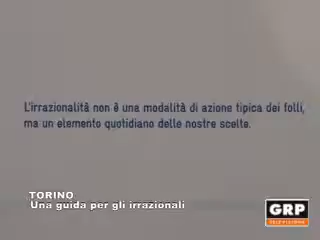 L'irrazionalità non è una modalità di azione tipica dei folli,
ma un elemento quotidiano delle nostre scelte.
TORINO
Una guida per gli irrazionali
GRP
TELEVISIONE